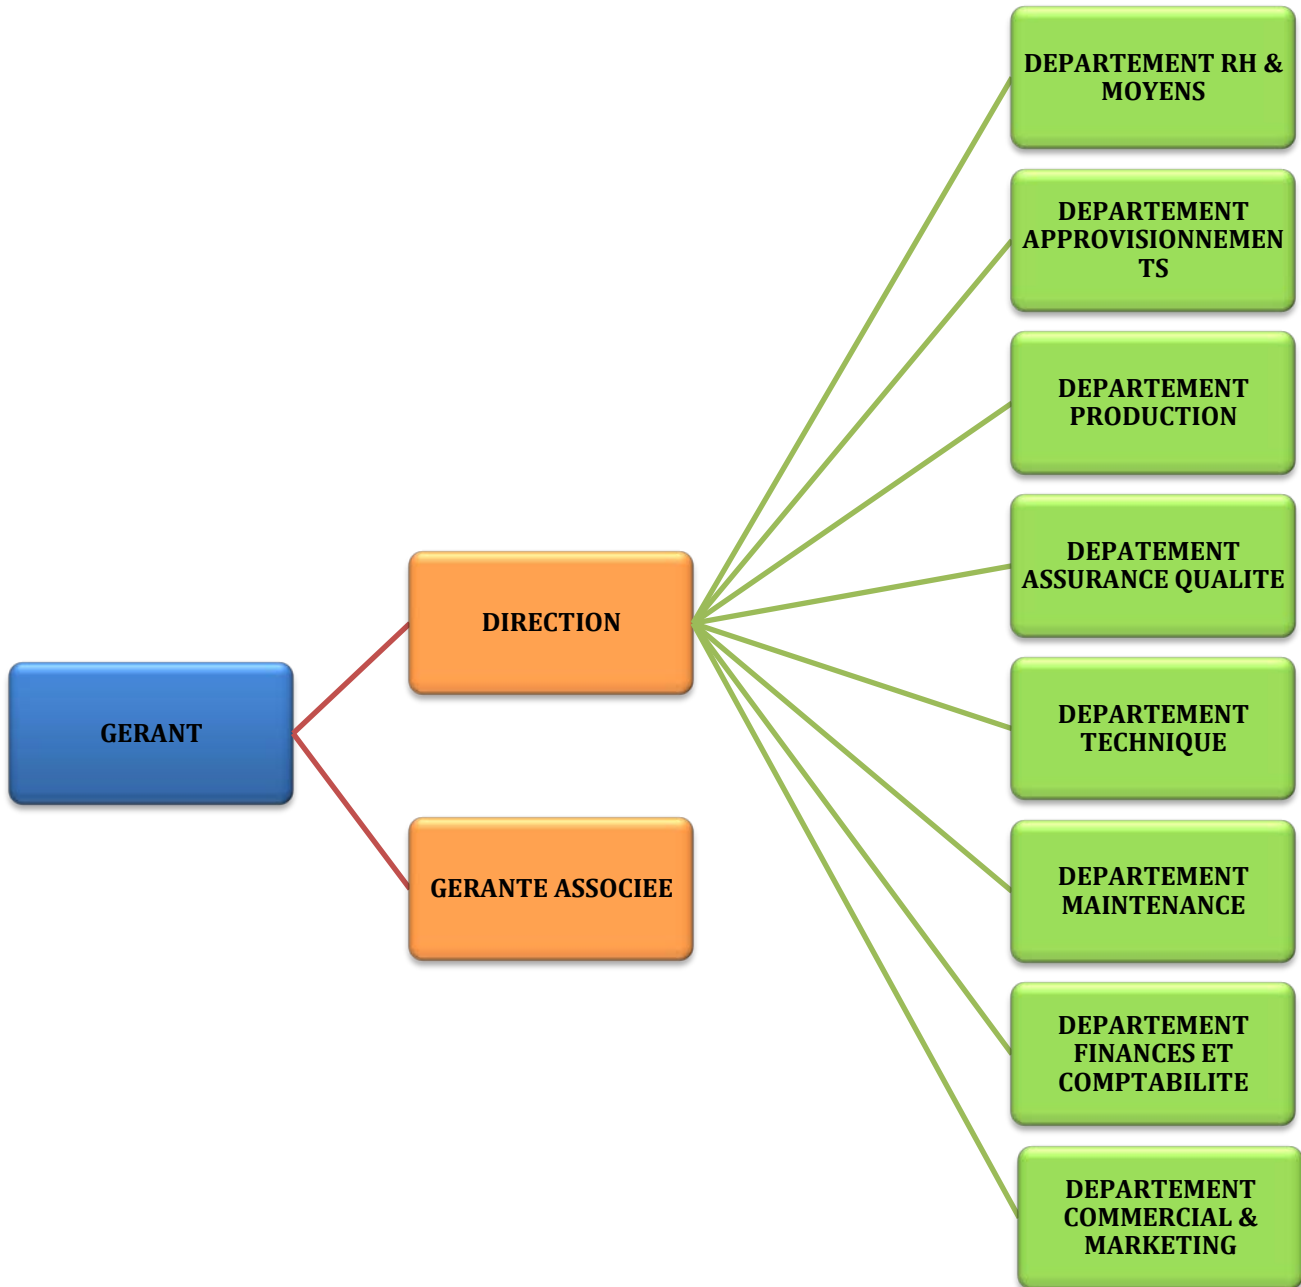 DEPARTEMENT RH &
MOYENS
DEPARTEMENT
APPROVISIONNEMEN
TS
DEPARTEMENT
PRODUCTION
DEPATEMENT
ASSURANCE QUALITE
DIRECTION
DEPARTEMENT
TECHNIQUE
GERANT
GERANTE ASSOCIEE
DEPARTEMENT
MAINTENANCE
DEPARTEMENT
FINANCES ET
COMPTABILITE
DEPARTEMENT
COMMERCIAL &
MARKETING